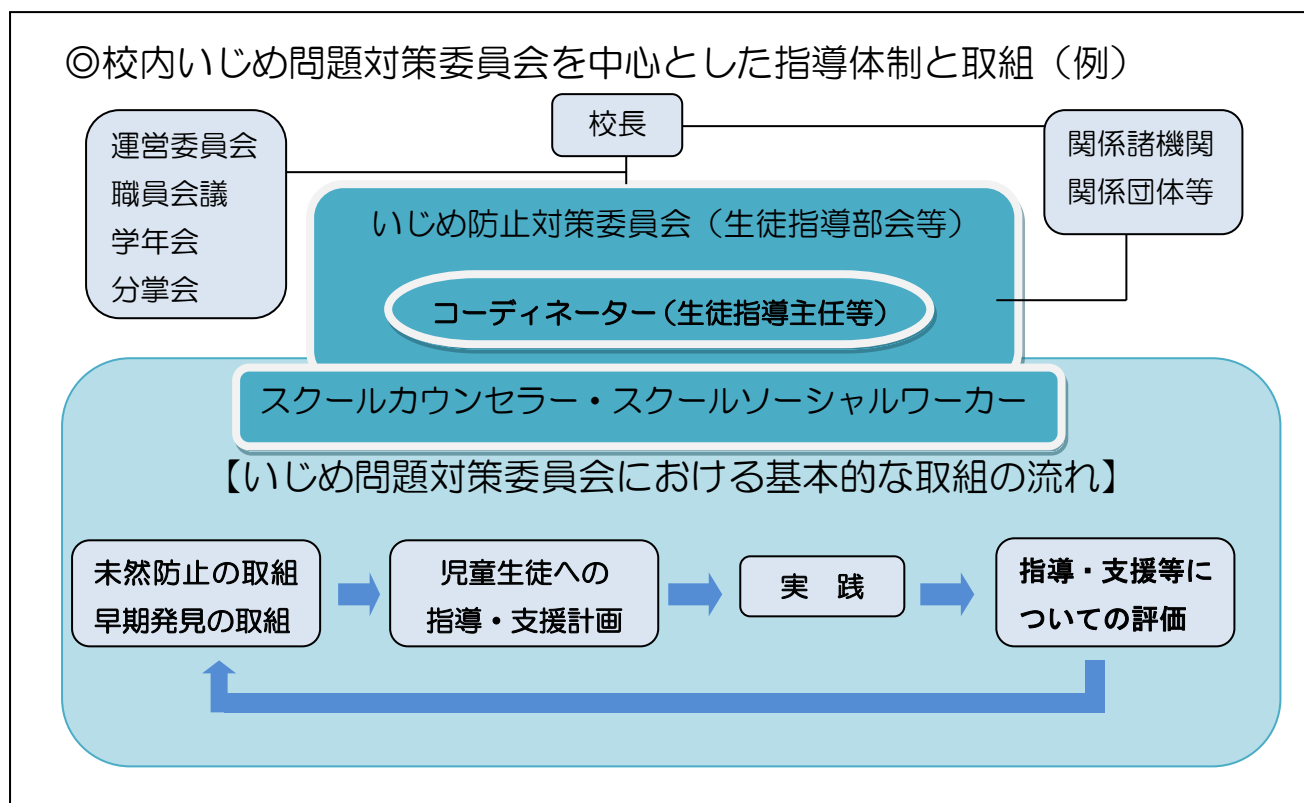 ◎校内いじめ問題対策委員会を中心とした指導体制と取組（例）
校長
運営委員会
職員会議
学年会
分掌会
関係諸機関
関係団体等
いじめ防止対策委員会（生徒指導部会等）
コーディネーター（生徒指導主任等）
スクールカウンセラー・スクールソーシャルワーカー
【いじめ問題対策委員会における基本的な取組の流れ】
未然防止の取組
早期発見の取組
児童生徒への
指導・支援計画
実　践
指導・支援等に
ついての評価